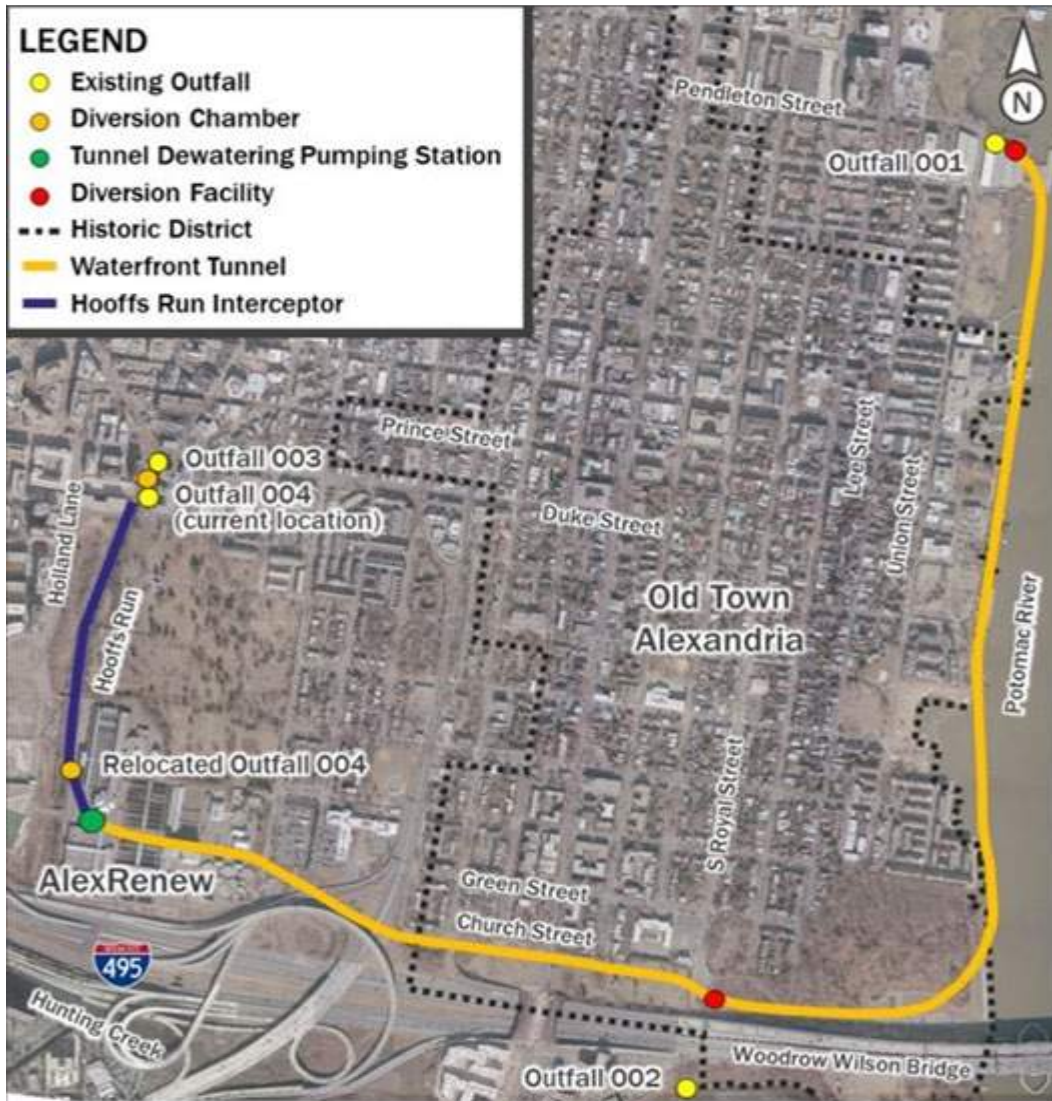 LEGEND
Existing Outfall
Diversion Chamber
Tunnel Dewatering Pumping Station
Diversion Facility
Historic District
Waterfront Tunnel
Hooffs Run Interceptor
N
Pendleton Street
Outfall 001
Prince Street
Lee Street
Outfall 003
Outfall 004
(current location)
Duke Street
Union Street
Holland Lane
Hooffs Run
Old Town
Alexandria
Potomac River
Relocated Outfall 004
S Royal Street
AlexRenew
Green Street
Church Street
495
Hunting Creek
Woodrow Wilson Bridge
Outfall 002